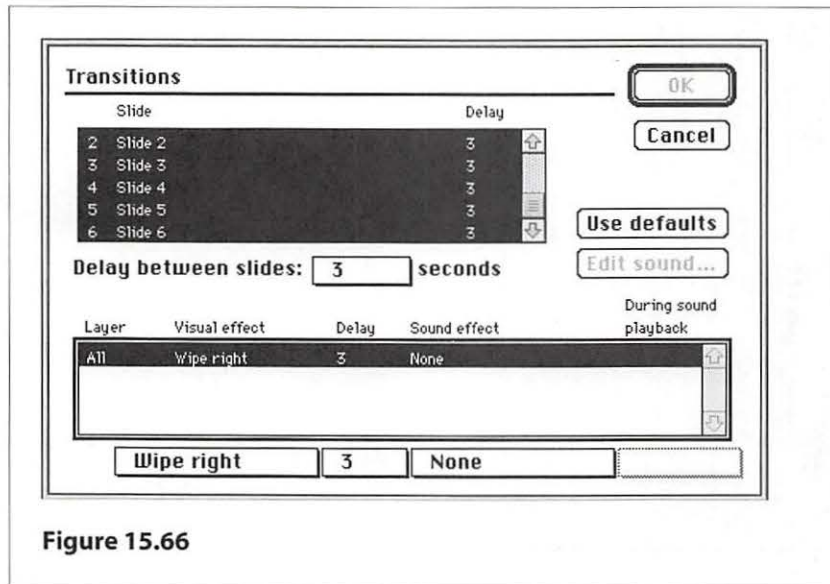 Transitions
OK
Slide Delay
Cancel
2 Slide 2 3
3 Slide 3 3
4 Slide 4 3
5 Slide 5 3
6 Slide 6 3
Use defaults
Delay between slides: 3 seconds
Edit sound...
Layer Visual effect Delay Sound effect During sound playback
All Wipe right 3 None
Wipe right 3 None
Figure 15.66